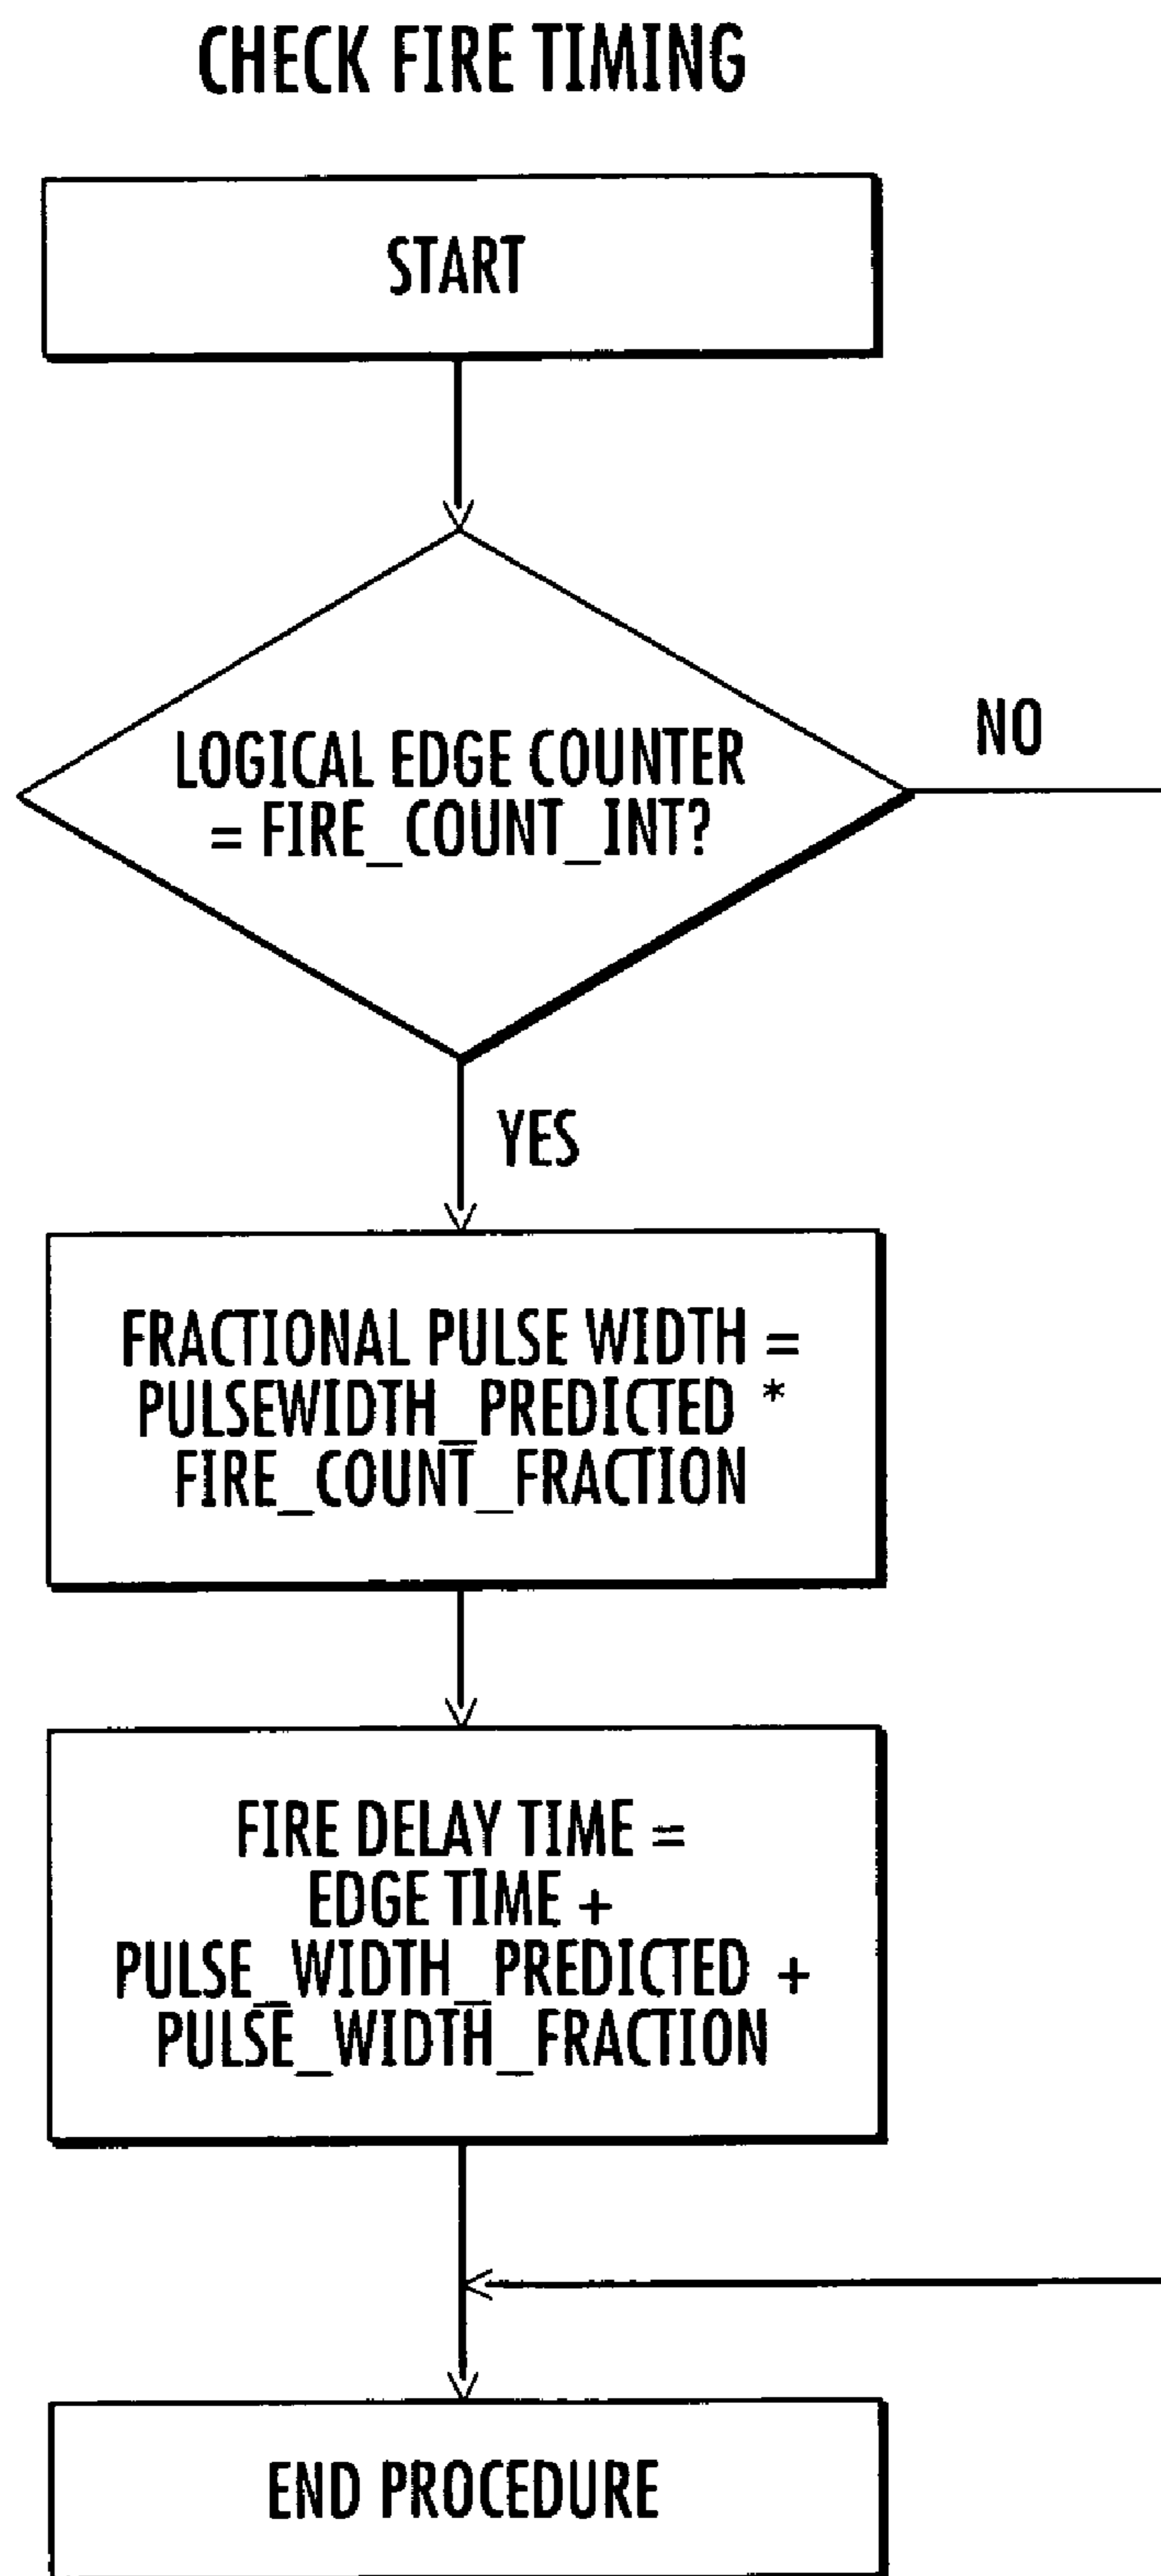 CHECK FIRE TIMING
START
LOGICAL EDGE COUNTER
= FIRE_COUNT_INT?
NO
YES
FRACTIONAL PULSE WIDTH =
PULSEWIDTH_PREDICTED *
FIRE_COUNT_FRACTION
FIRE DELAY TIME =
EDGE TIME +
PULSE_WIDTH_PREDICTED +
PULSE_WIDTH_FRACTION
END PROCEDURE